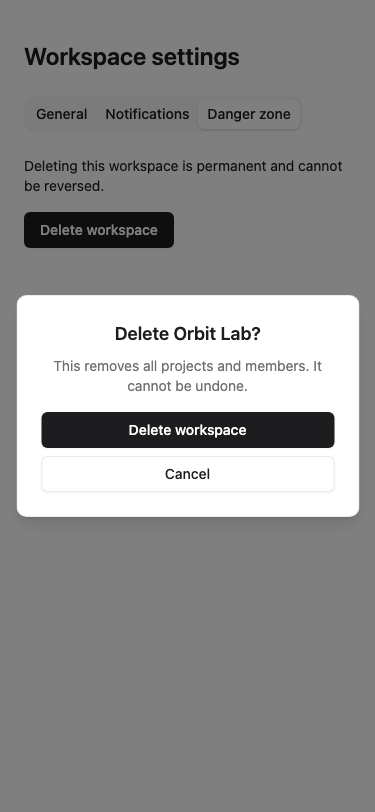 Workspace settings
General Notifications Danger zone
Deleting this workspace is permanent and cannot
be reversed.
Delete workspace
Delete Orbit Lab?
This removes all projects and members. It
cannot be undone.
Delete workspace
Cancel